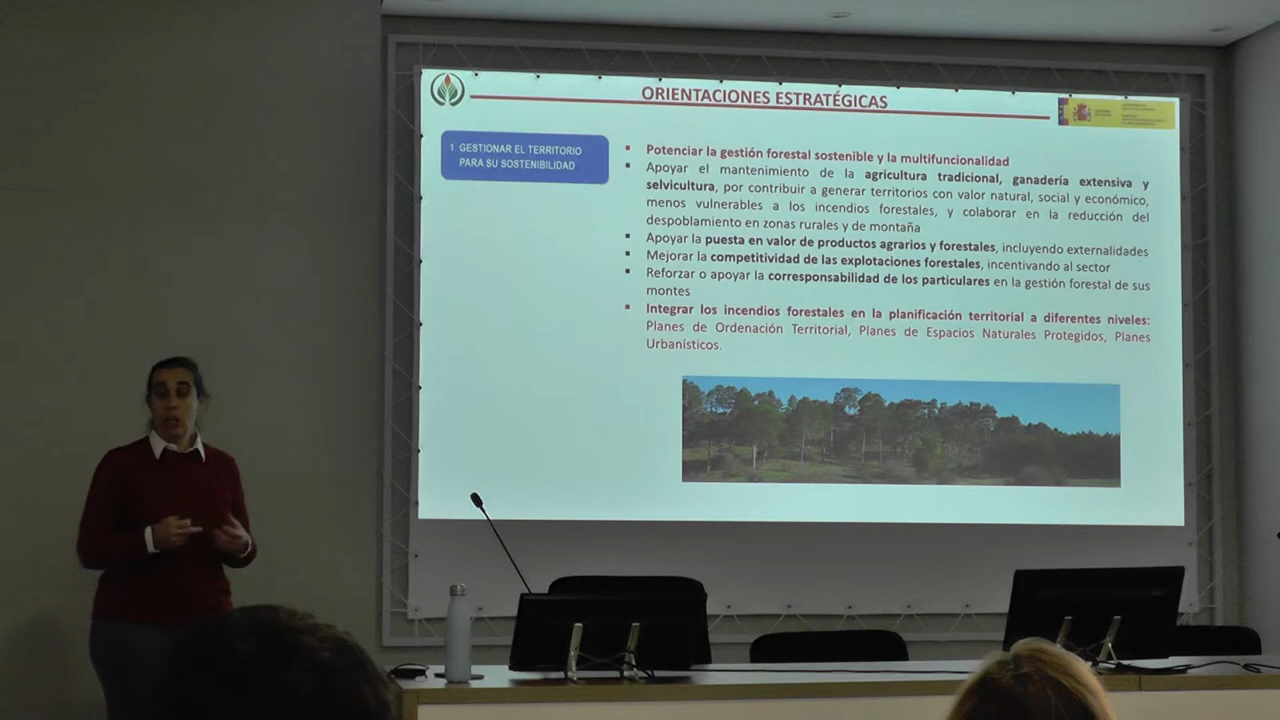 ORIENTACIONES ESTRATÉGICAS
1. GESTIONAR EL TERRITORIO
PARA SU SOSTENIBILIDAD
▪ Potenciar la gestión forestal sostenible y la multifuncionalidad
▪ Apoyar el mantenimiento de la agricultura tradicional, ganadería extensiva y
selvicultura, por contribuir a generar territorios con valor natural, social y económico,
menos vulnerables a los incendios forestales, y colaborar en la reducción del
despoblamiento en zonas rurales y de montaña
▪ Apoyar la puesta en valor de productos agrarios y forestales, incluyendo externalidades
▪ Mejorar la competitividad de las explotaciones forestales, incentivando al sector
▪ Reforzar o apoyar la corresponsabilidad de los particulares en la gestión forestal de sus
montes
▪ Integrar los incendios forestales en la planificación territorial a diferentes niveles:
Planes de Ordenación Territorial, Planes de Espacios Naturales Protegidos, Planes
Urbanísticos.